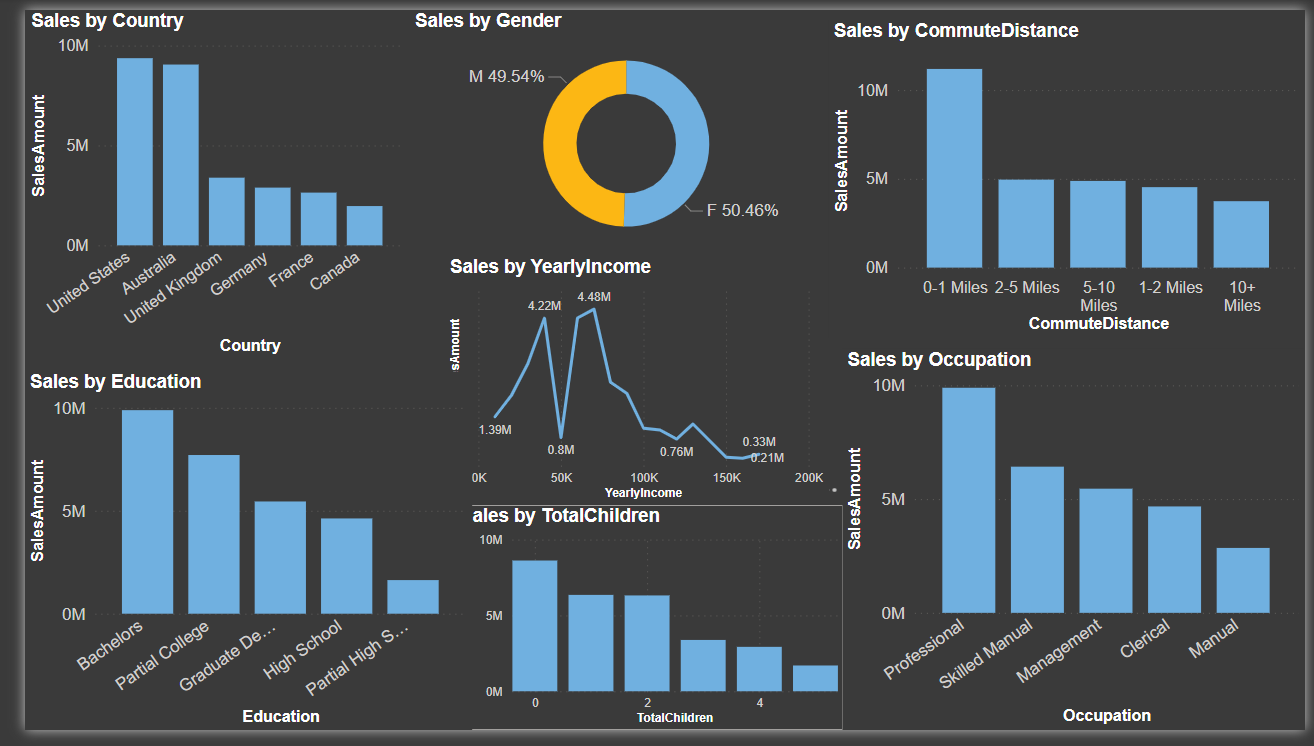 Sales by Country
10M
5M
0M
SalesAmount
United States
Australia
United Kingdom
Germany
France
Canada
Country
Sales by Gender
M 49.54%
F 50.46%
Sales by CommuteDistance
10M
5M
0M
SalesAmount
0-1 Miles
2-5 Miles
5-10
Miles
1-2 Miles
10+
Miles
CommuteDistance
Sales by YearlyIncome
sAmount
4.22M
4.48M
1.39M
0.8M
0.76M
0.33M
0.21M
0K
50K
100K
150K
200K
YearlyIncome
Sales by Education
10M
5M
0M
SalesAmount
Bachelors
Partial College
Graduate De...
High School
Partial High S...
Education
ales by TotalChildren
10M
5M
0M
0
2
4
TotalChildren
Sales by Occupation
10M
5M
0M
SalesAmount
Professional
Skilled Manual
Management
Clerical
Manual
Occupation